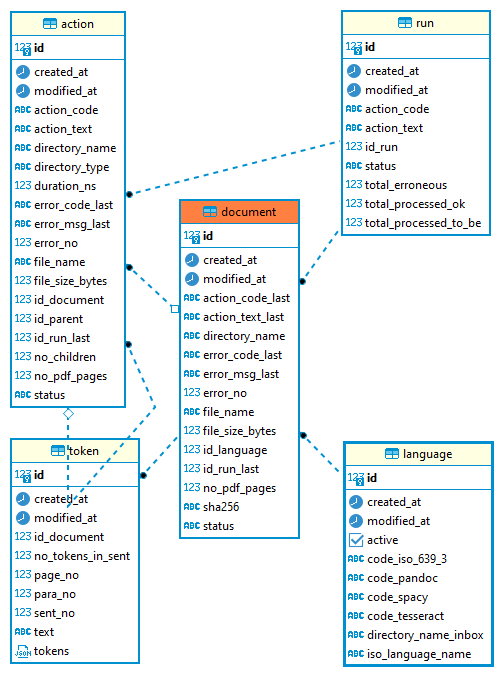 action
123 id
created_at
modified_at
ABC action_code
ABC action_text
ABC directory_name
ABC directory_type
123 duration_ns
ABC error_code_last
ABC error_msg_last
123 error_no
ABC file_name
123 file_size_bytes
123 id_document
123 id_parent
123 id_run_last
123 no_children
123 no_pdf_pages
ABC status
run
123 id
created_at
modified_at
ABC action_code
ABC action_text
123 id_run
ABC status
123 total_erroneous
123 total_processed_ok
123 total_processed_to_be
document
123 id
created_at
modified_at
ABC action_code_last
ABC action_text_last
ABC directory_name
ABC error_code_last
ABC error_msg_last
123 error_no
ABC file_name
123 file_size_bytes
123 id_language
123 id_run_last
123 no_pdf_pages
ABC sha256
ABC status
token
123 id
created_at
modified_at
123 id_document
123 no_tokens_in_sent
123 page_no
123 para_no
123 sent_no
ABC text
JSON tokens
language
123 id
created_at
modified_at
active
ABC code_iso_639_3
ABC code_pandoc
ABC code_spacy
ABC code_tesseract
ABC directory_name_inbox
ABC iso_language_name